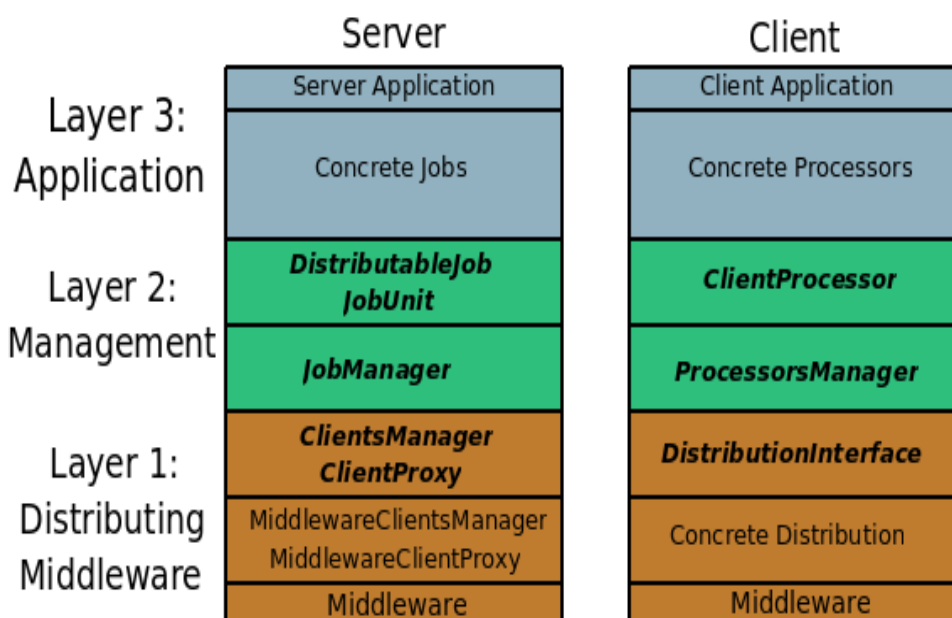 Server
Client
Layer 3:
Application
Server Application
Concrete Jobs
Client Application
Concrete Processors
Layer 2:
Management
DistributableJob
JobUnit
JobManager
ClientProcessor
ProcessorsManager
Layer 1:
Distributing
Middleware
ClientsManager
ClientProxy
MiddlewareClientsManager
MiddlewareClientProxy
Middleware
DistributionInterface
Concrete Distribution
Middleware